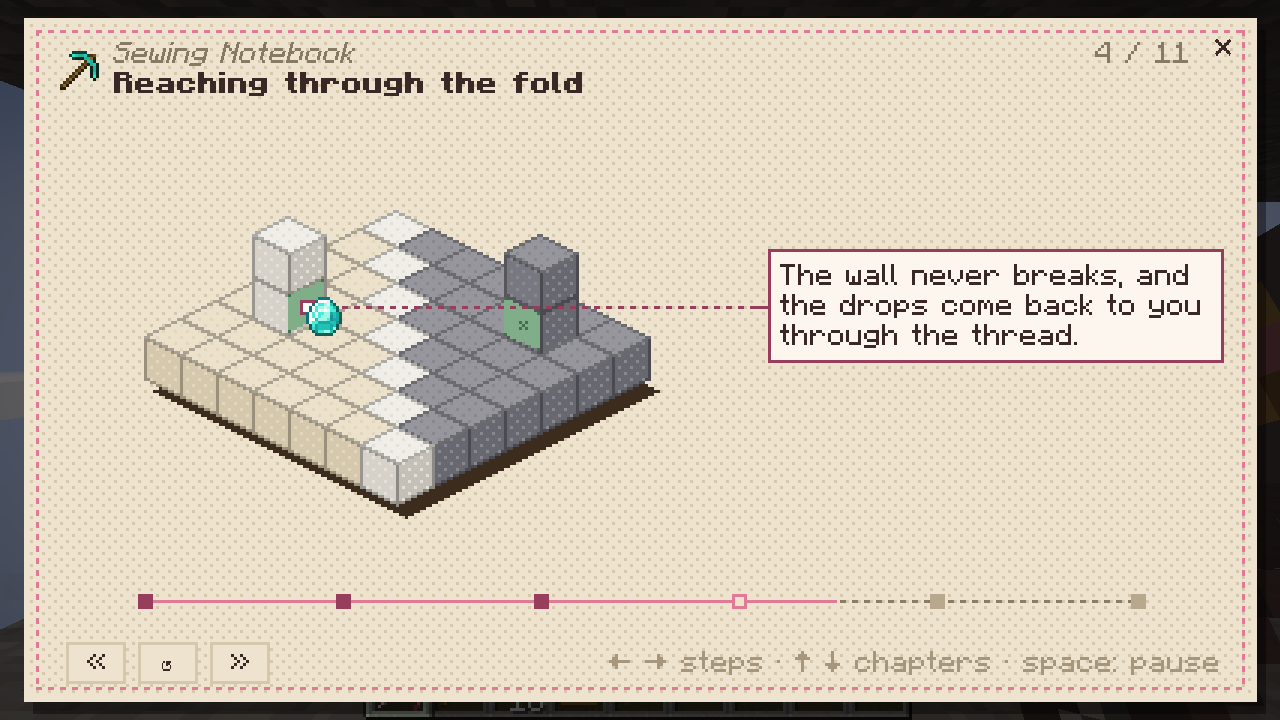 Sewing Notebook
4 / 11
Reaching through the fold
The wall never breaks, and
the drops come back to you
through the thread.
← → steps · ↑ ↓ chapters · space: pause